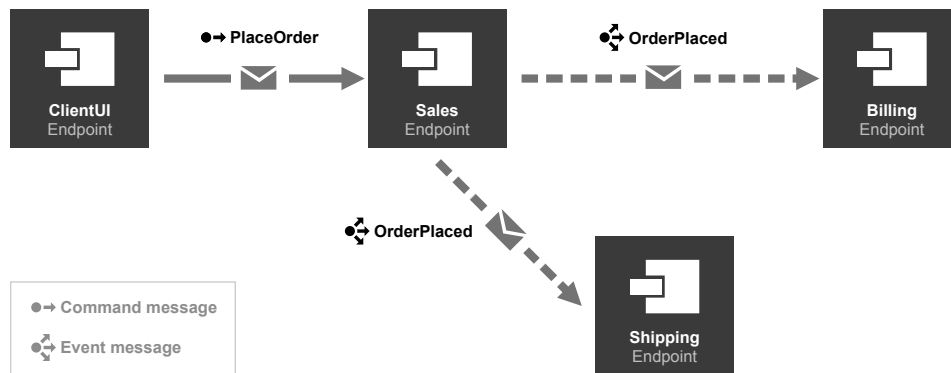 PlaceOrder
OrderPlaced
ClientUI
Endpoint
Sales
Endpoint
Billing
Endpoint
OrderPlaced
Shipping
Endpoint
Command message
Event message